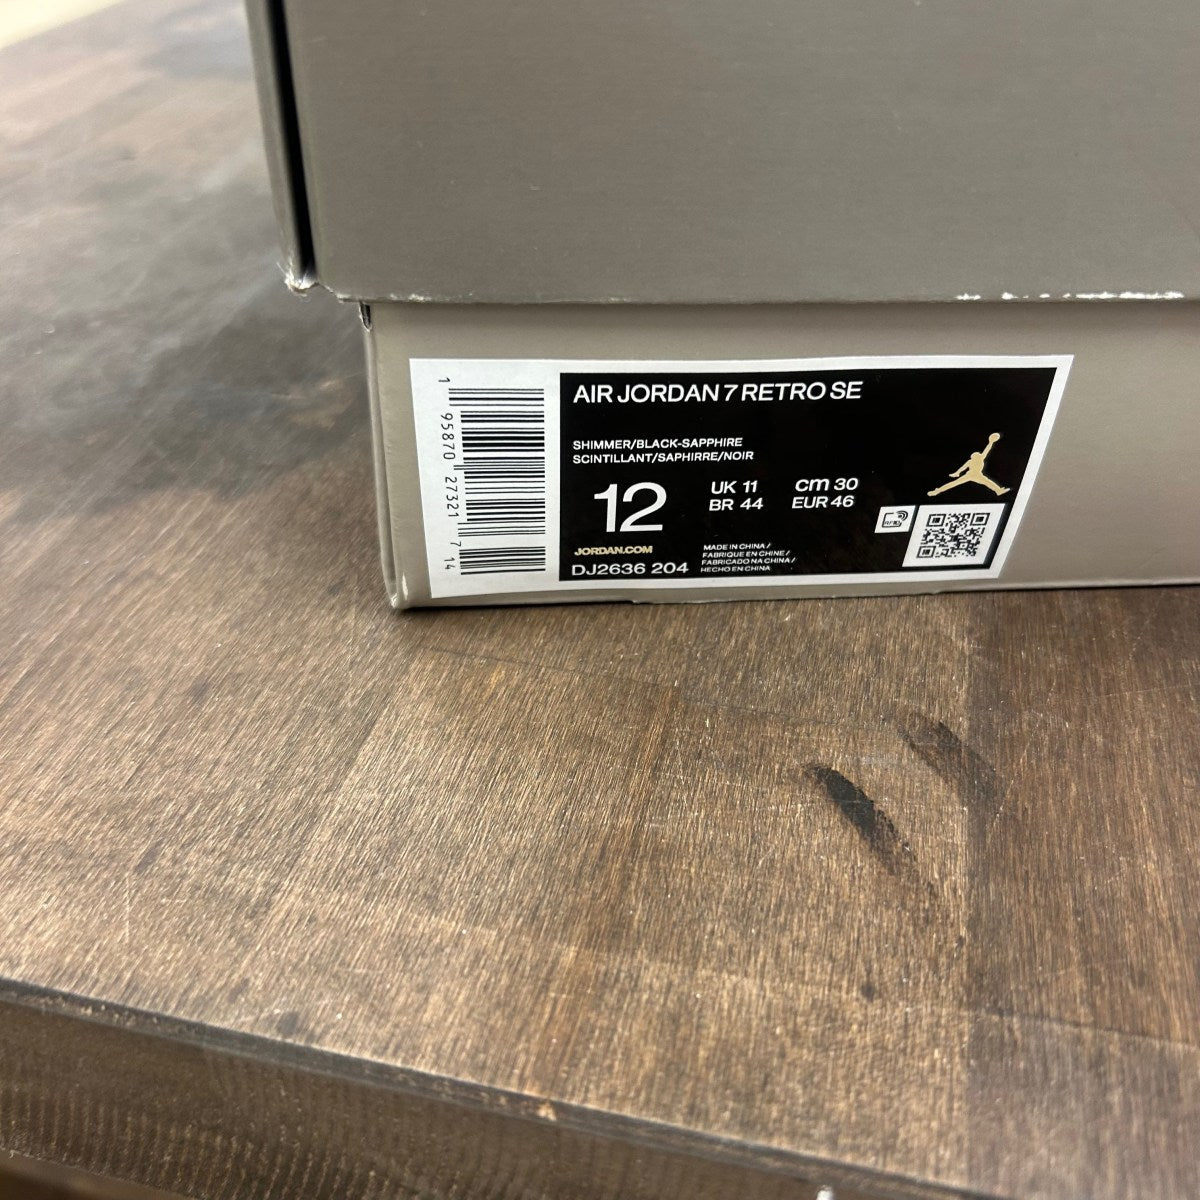 AIR JORDAN 7 RETRO SE
SHIMMER/BLACK-SAPPHIRE
SCINTILLANT/SAPHIRRE/NOIR
12
UK 11
BR 44
cm 30
EUR 46
JORDAN.COM
DJ2636 204
MADE IN CHINA /
FABRIQUE EN CHINE /
FABRICADO NA CHINA /
HECHO EN CHINA
1 95870 27321 7 14